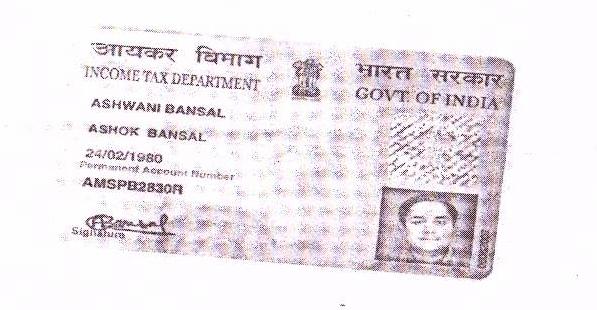 आयकर विभाग
INCOME TAX DEPARTMENT
भारत सरकार
GOVT. OF INDIA
ASHWANI BANSAL
ASHOK BANSAL
24/02/1980
Permanent Account Number
AMSPB2830R
Bansal
Signature